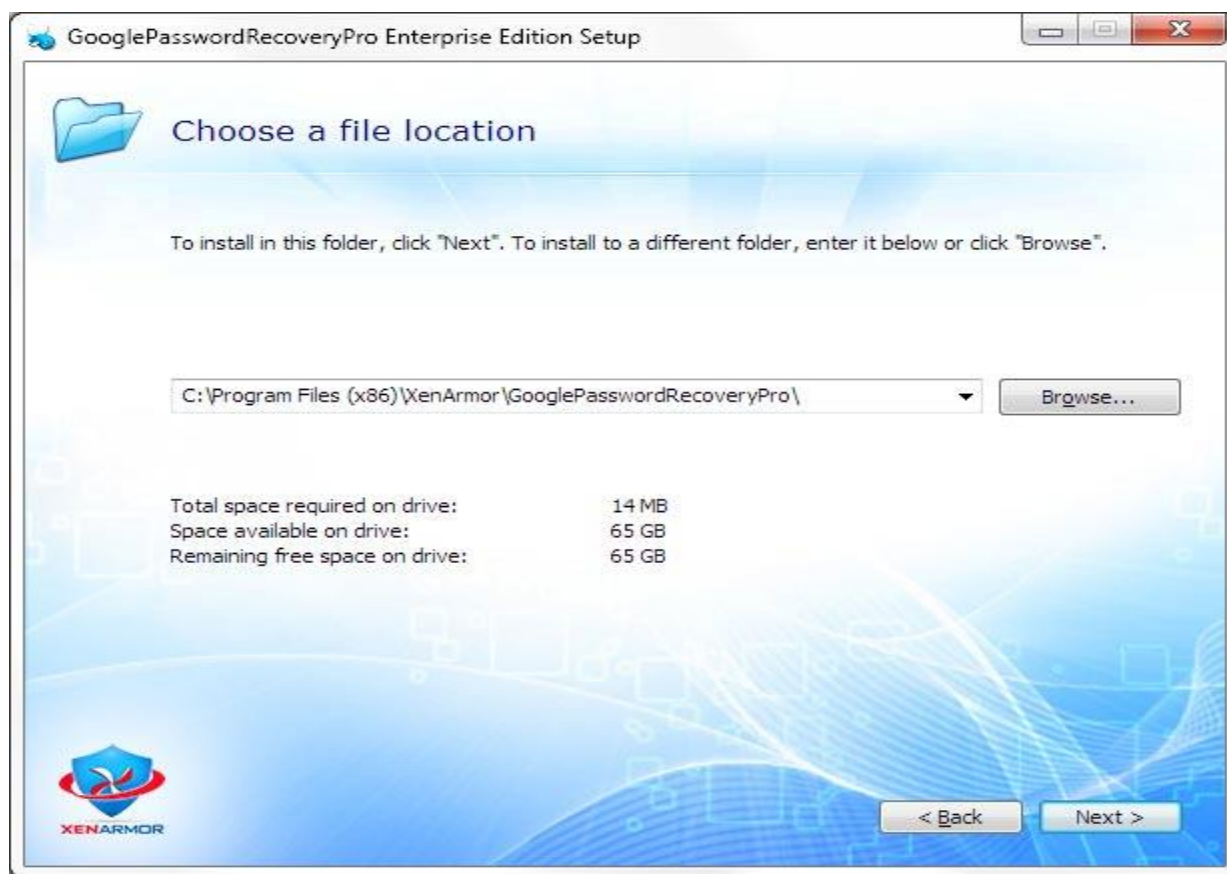 GooglePasswordRecoveryPro Enterprise Edition Setup
Choose a file location
To install in this folder, click "Next". To install to a different folder, enter it below or click "Browse".
C:\Program Files (x86)\XenArmor\GooglePasswordRecoveryPro\ Browse...
Total space required on drive: 14 MB
Space available on drive: 65 GB
Remaining free space on drive: 65 GB
XENARMOR
< Back Next >